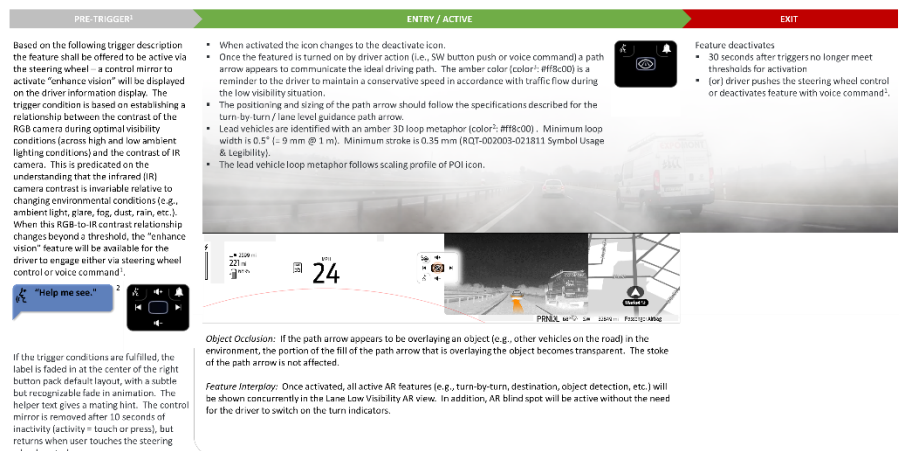 PRE-TRIGGER¹
ENTRY / ACTIVE
EXIT
Based on the following trigger description
the feature shall be offered to be active via
the steering wheel – a control mirror to
activate “enhance vision” will be displayed
on the driver information display. The
trigger condition is based on establishing a
relationship between the contrast of the
RGB camera during optimal visibility
conditions (across high and low ambient
lighting conditions) and the contrast of IR
camera. This is predicated on the
understanding that the infrared (IR)
camera contrast is invariable relative to
changing environmental conditions (e.g.,
ambient light, glare, fog, dust, rain, etc.).
When this RGB-to-IR contrast relationship
changes beyond a threshold, the “enhance
vision” feature will be available for the
driver to engage either via steering wheel
control or voice command¹.
“Help me see.”
2
If the trigger conditions are fulfilled, the
label is faded in at the center of the right
button pack default layout, with a subtle
but recognizable fade in animation. The
helper text gives a mating hint. The control
mirror is removed after 10 seconds of
inactivity (activity = touch or press), but
returns when user touches the steering
▪ When activated the icon changes to the deactivate icon.
▪ Once the featured is turned on by driver action (i.e., SW button push or voice command) a path
arrow appears to communicate the ideal driving path. The amber color (color²: #ff8c00) is a
reminder to the driver to maintain a conservative speed in accordance with traffic flow during
the low visibility situation.
▪ The positioning and sizing of the path arrow should follow the specifications described for the
turn-by-turn / lane level guidance path arrow.
▪ Lead vehicles are identified with an amber 3D loop metaphor (color²: #ff8c00) . Minimum loop
width is 0.5° (= 9 mm @ 1 m). Minimum stroke is 0.35 mm (RQT-002003-021811 Symbol Usage
& Legibility).
▪ The lead vehicle loop metaphor follows scaling profile of POI icon.
221 mi
MPH
24
PRNDL
Passenger Airbag
Object Occlusion: If the path arrow appears to be overlaying an object (e.g., other vehicles on the road) in the
environment, the portion of the fill of the path arrow that is overlaying the object becomes transparent. The stoke
of the path arrow is not affected.
Feature Interplay: Once activated, all active AR features (e.g., turn-by-turn, destination, object detection, etc.) will
be shown concurrently in the Lane Low Visibility AR view. In addition, AR blind spot will be active without the need
for the driver to switch on the turn indicators.
Feature deactivates
▪ 30 seconds after triggers no longer meet
thresholds for activation
▪ (or) driver pushes the steering wheel control
or deactivates feature with voice command¹.